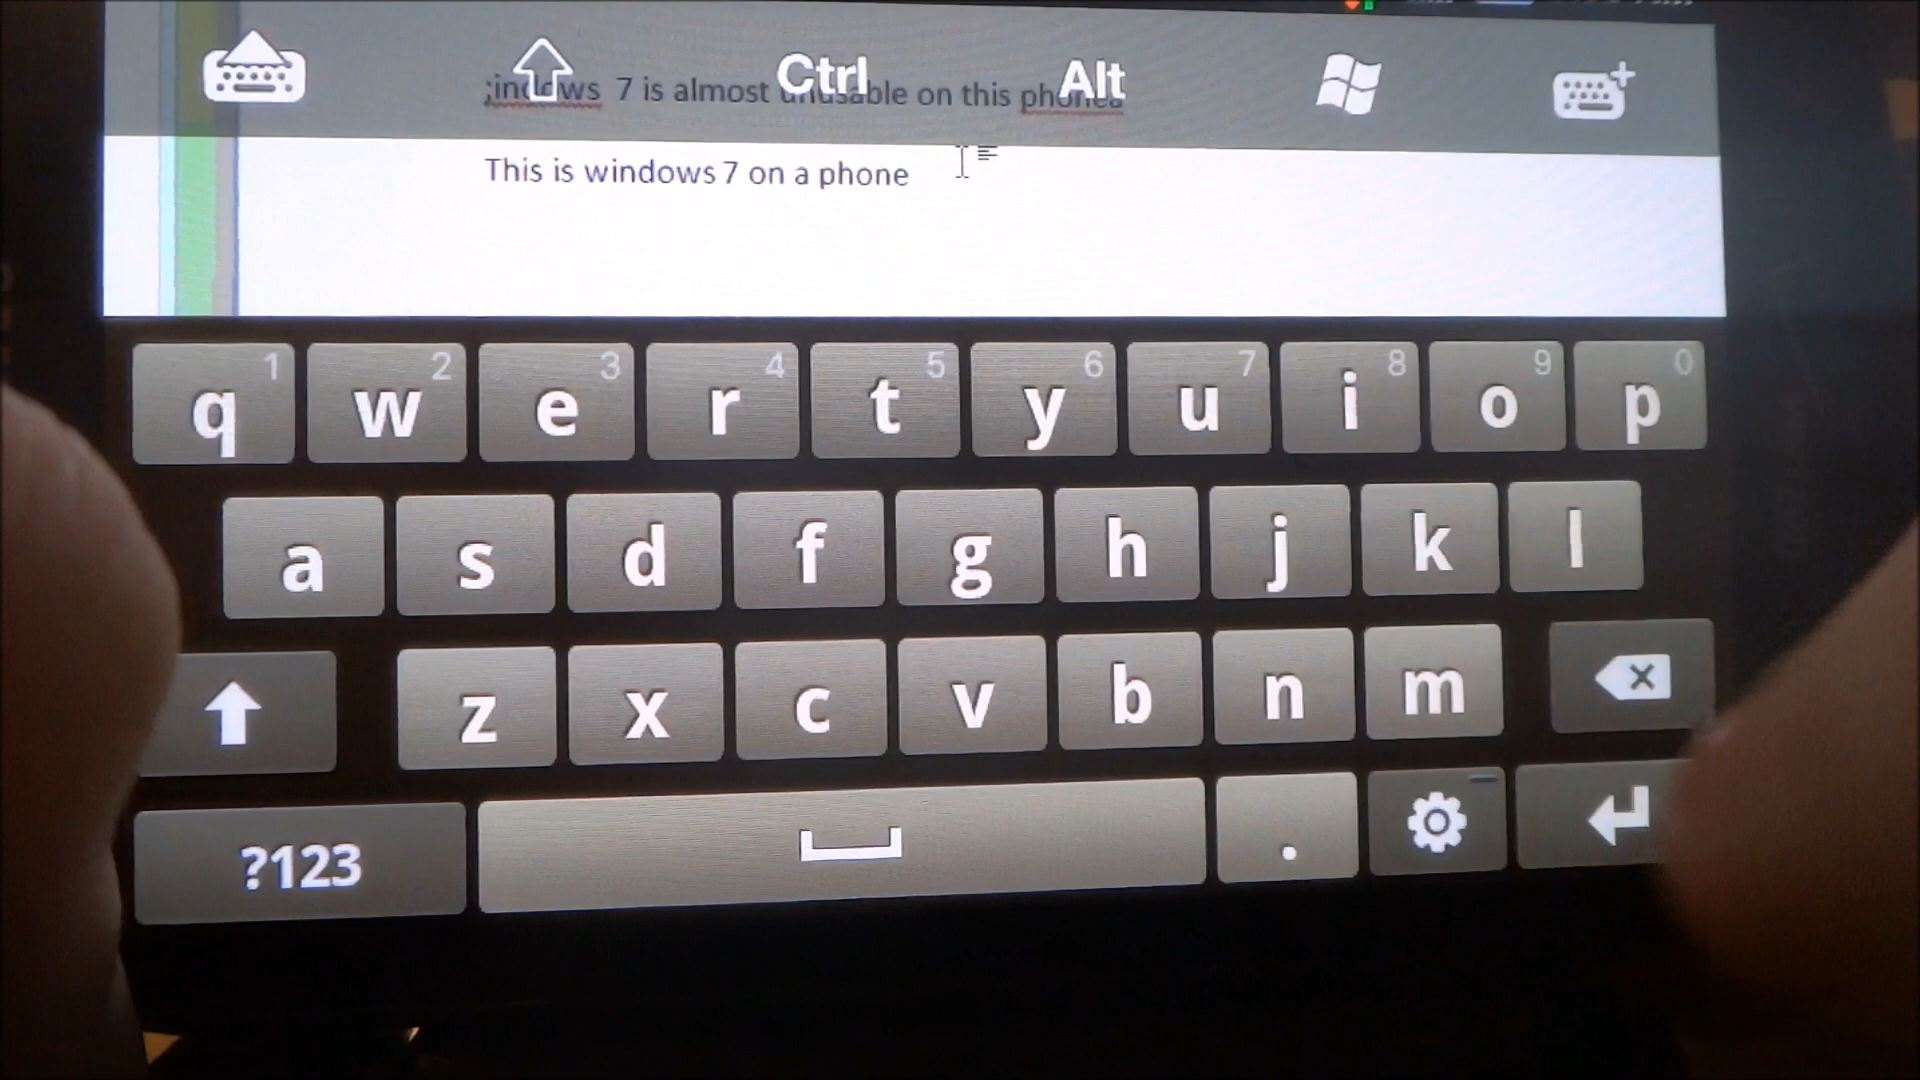 Ctrl Alt
;indows 7 is almost unusable on this phonea
This is windows 7 on a phone
1 2 3 4 5 6 7 8 9 0
q w e r t y u i o p
a s d f g h j k l
z x c v b n m
?123 .